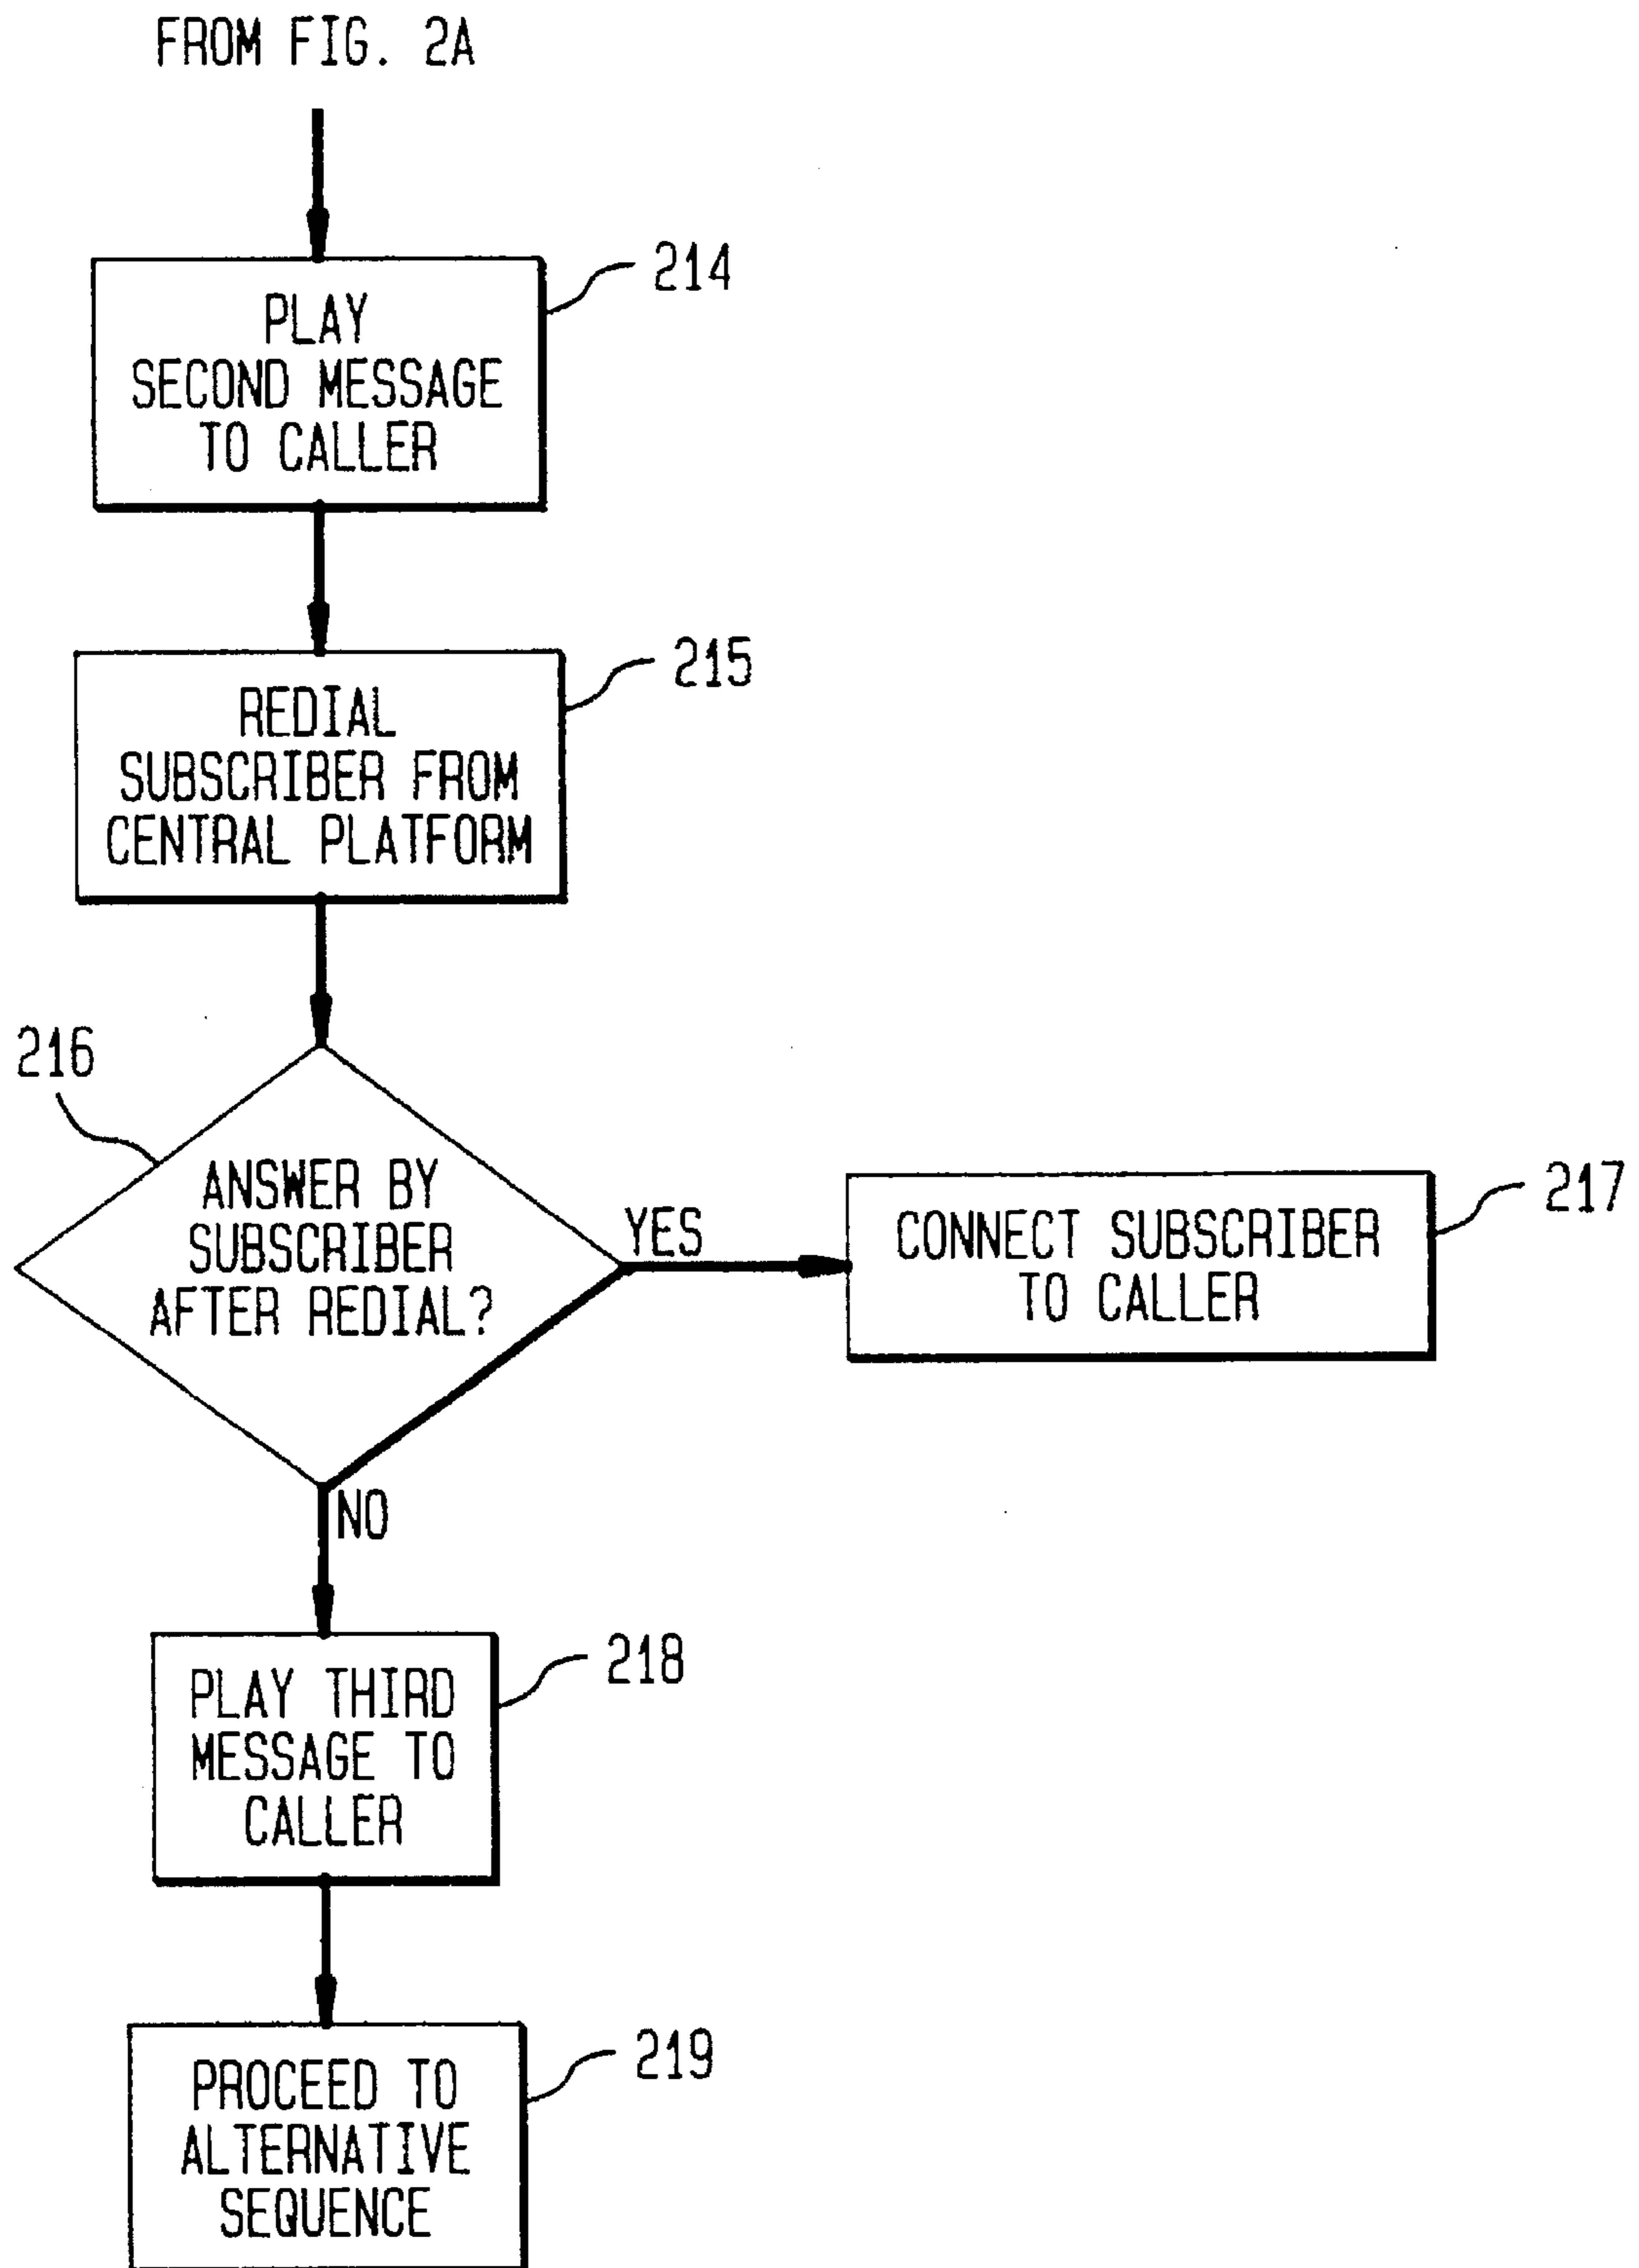 FROM FIG. 2A
214
PLAY
SECOND MESSAGE
TO CALLER
215
REDIAL
SUBSCRIBER FROM
CENTRAL PLATFORM
216
ANSWER BY
SUBSCRIBER
AFTER REDIAL?
YES
217
CONNECT SUBSCRIBER
TO CALLER
NO
218
PLAY THIRD
MESSAGE TO
CALLER
219
PROCEED TO
ALTERNATIVE
SEQUENCE